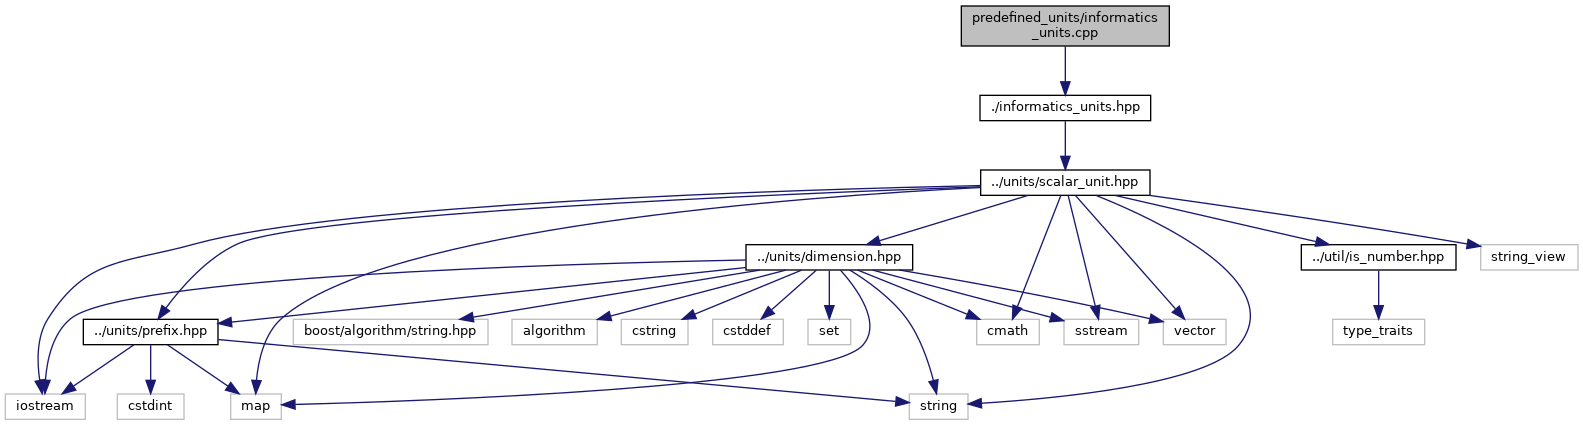 predefined_units/informatics
_units.cpp
./informatics_units.hpp
../units/scalar_unit.hpp
../units/dimension.hpp
../util/is_number.hpp
string_view
../units/prefix.hpp
boost/algorithm/string.hpp
algorithm
cstring
cstddef
set
cmath
sstream
vector
type_traits
iostream
cstdint
map
string